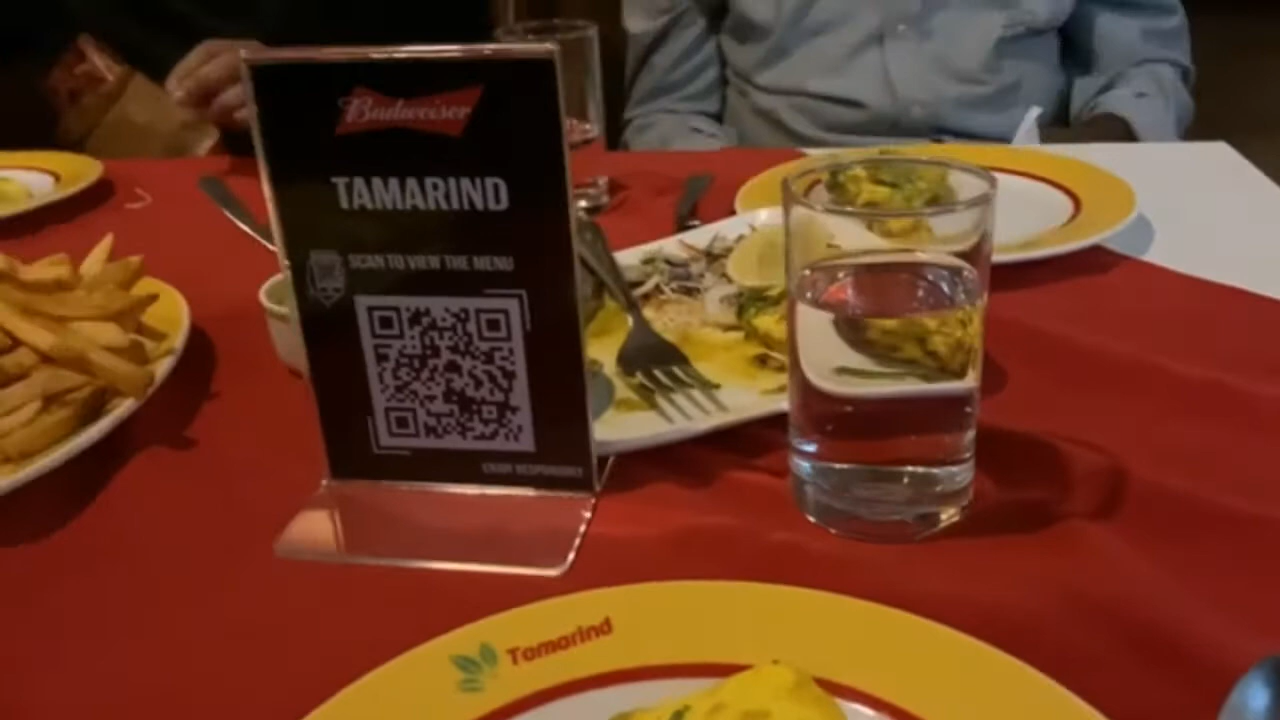 Budweiser
TAMARIND
SCAN TO VIEW THE MENU
ENJOY RESPONSIBLY
Tamarind